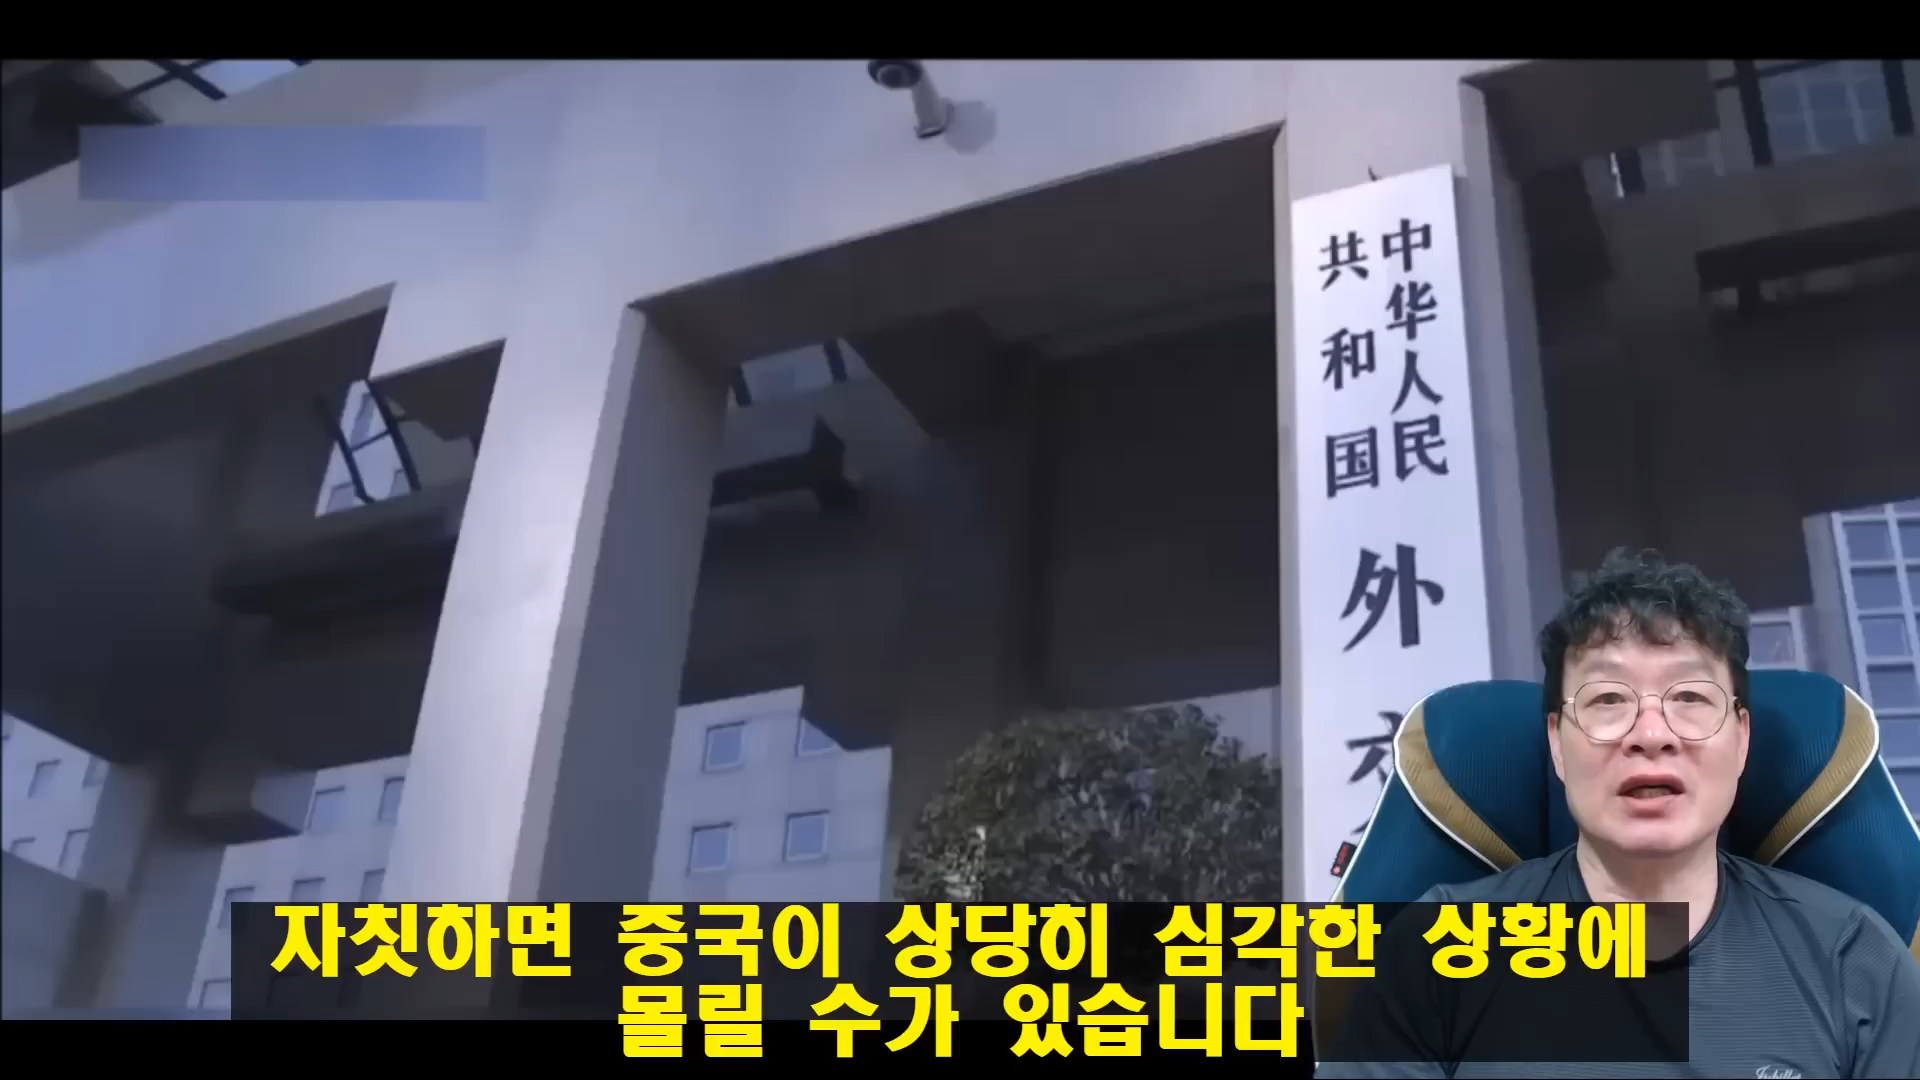 中华人民
共和国
外
자칫하면 중국이 상당히 심각한 상황에
몰릴 수가 있습니다